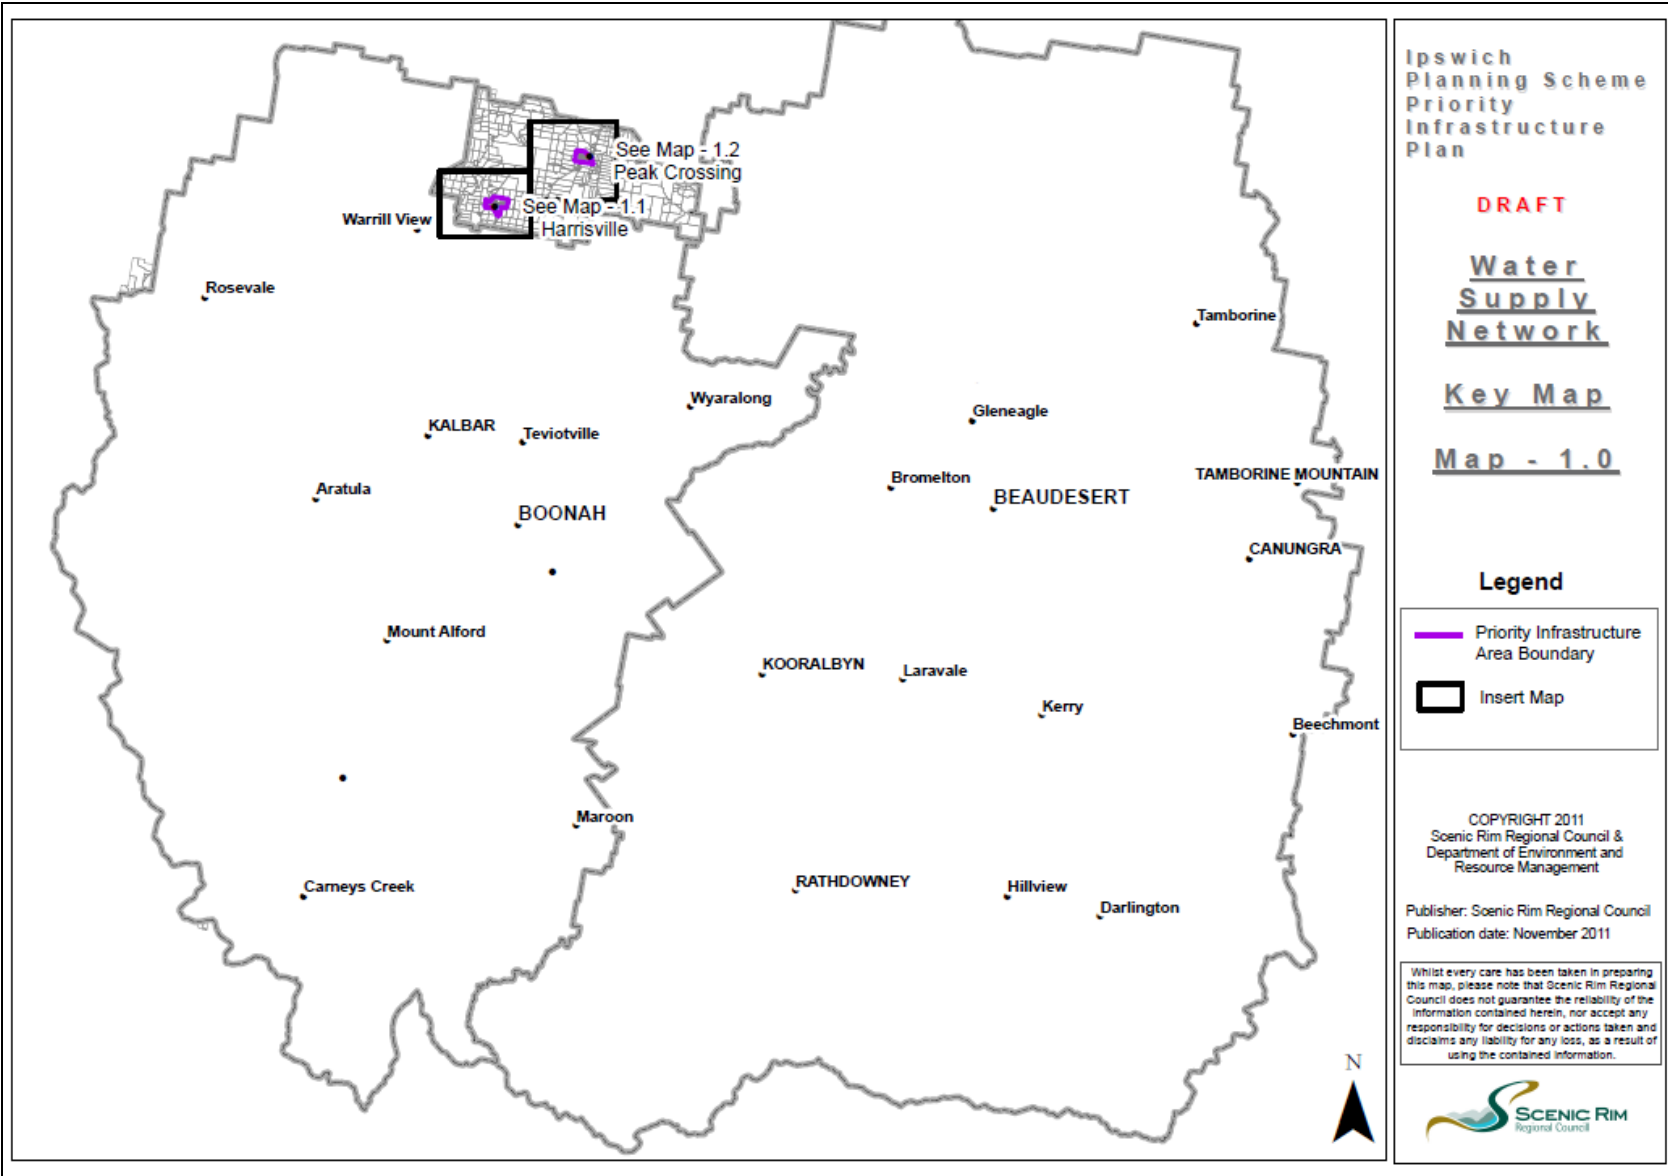 See Map - 1.2
Peak Crossing
See Map - 1.1
Harrisville
Warrill View
Rosevale
Tamborine
Wyaralong
Gleneagle
KALBAR
Teviotville
Bromelton
TAMBORINE MOUNTAIN
Aratula
BEAUDESERT
BOONAH
CANUNGRA
Mount Alford
KOORALBYN
Laravale
Kerry
Beechmont
Maroon
RATHDOWNEY
Hillview
Carneys Creek
Darlington
N
Ipswich
Planning Scheme
Priority
Infrastructure
Plan
DRAFT
Water
Supply
Network
Key Map
Map - 1.0
Legend
Priority Infrastructure
Area Boundary
Insert Map
COPYRIGHT 2011
Scenic Rim Regional Council &
Department of Environment and
Resource Management
Publisher: Scenic Rim Regional Council
Publication date: November 2011
Whilst every care has been taken in preparing
this map, please note that Scenic Rim Regional
Council does not guarantee the reliability of the
information contained herein, nor accept any
responsibility for decisions or actions taken and
disclaims any liability for any loss, as a result of
using the contained information.
SCENIC RIM
Regional Council